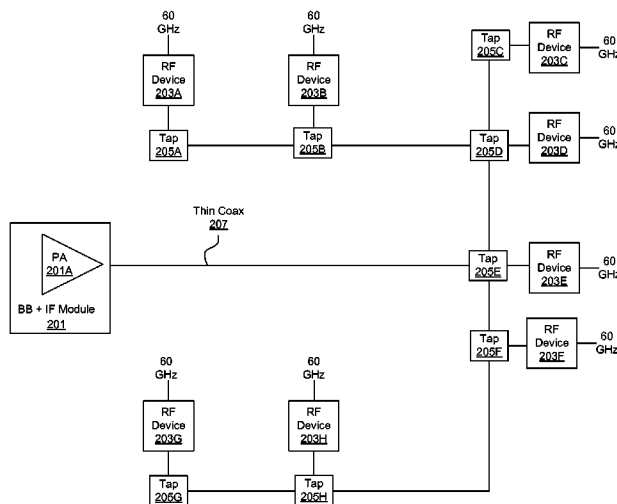 60
GHz
RF
Device
203A
Tap
205A
60
GHz
RF
Device
203B
Tap
205B
Tap
205C
RF
Device
203C
60
GHz
Tap
205D
RF
Device
203D
60
GHz
PA
201A
BB + IF Module
201
Thin Coax
207
Tap
205E
RF
Device
203E
60
GHz
Tap
205F
RF
Device
203F
60
GHz
60
GHz
RF
Device
203G
Tap
205G
60
GHz
RF
Device
203H
Tap
205H